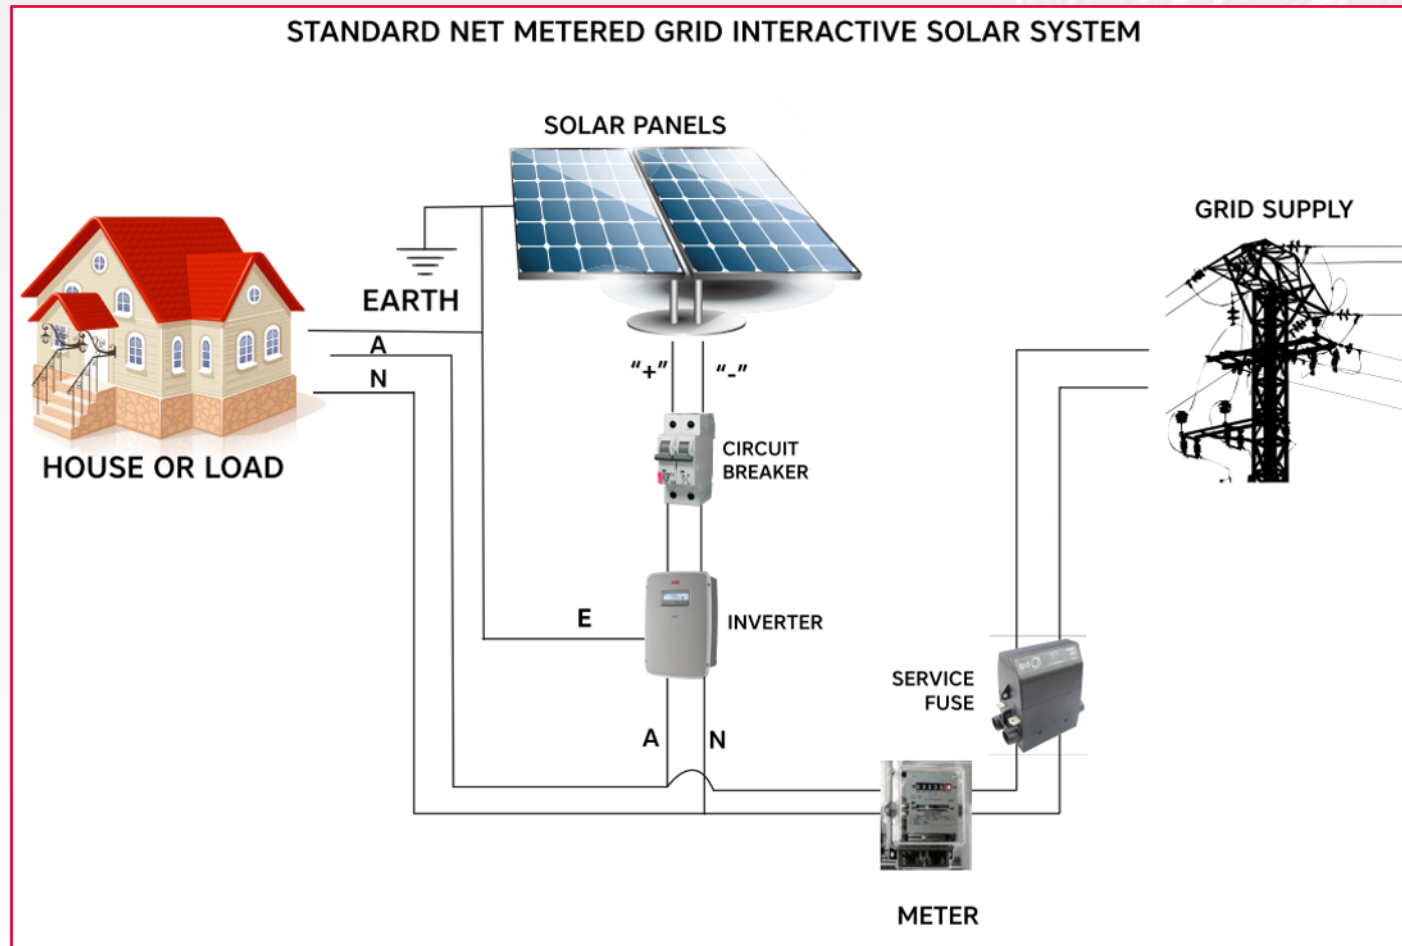 STANDARD NET METERED GRID INTERACTIVE SOLAR SYSTEM
SOLAR PANELS
GRID SUPPLY
EARTH
A
N
"+"
"-"
HOUSE OR LOAD
CIRCUIT
BREAKER
E
INVERTER
SERVICE
FUSE
A
N
METER